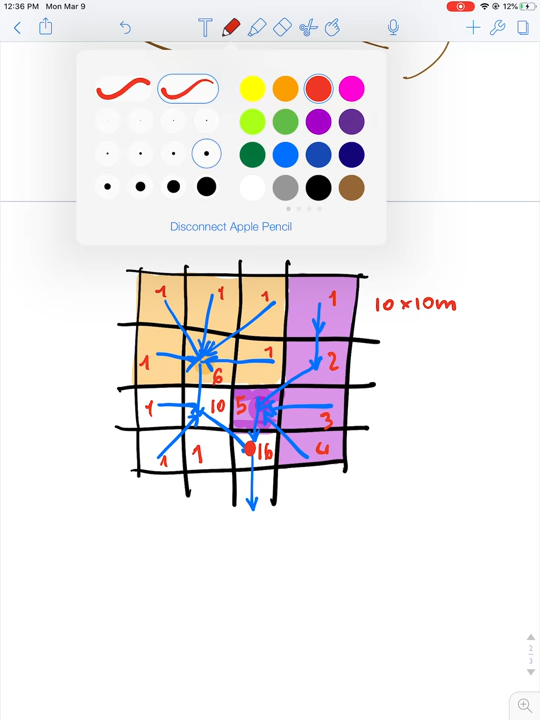 12:36 PM Mon Mar 9
12%
T
Disconnect Apple Pencil
1 1 1 1
10×10m
1 6 1 2
1 10 5 3
1 1 16 4
2
3